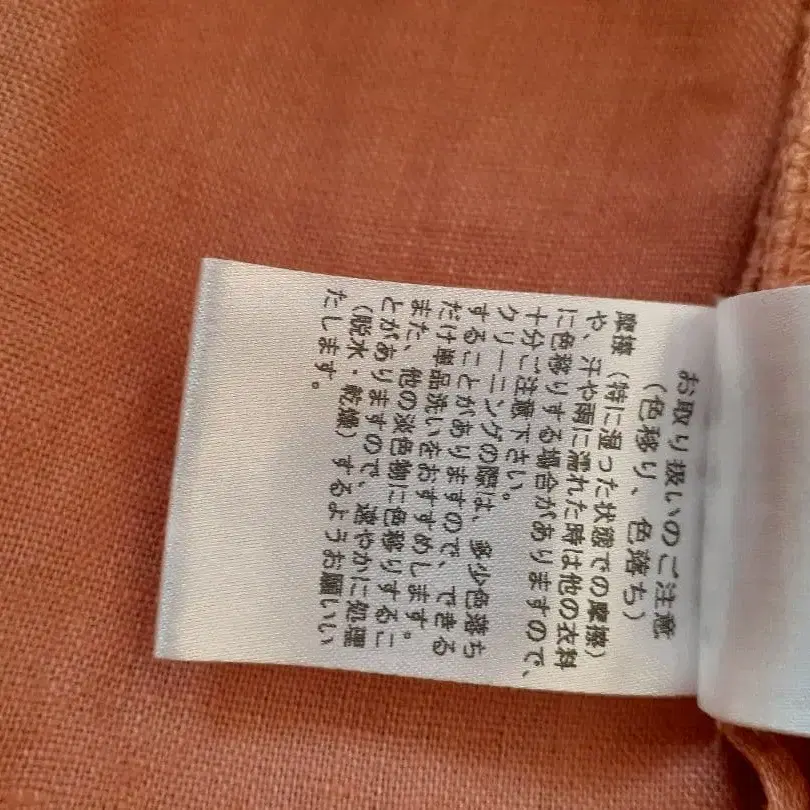 お取り扱いのご注意
(色移り、色落ち)
摩擦(特に湿った状態での摩擦)
や、汗や雨に濡れた時は他の衣料
に色移りする場合がありますので、
十分ご注意下さい。
クリーニングの際は、多少色落ち
することがありますので、できる
だけ単品洗いをおすすめします。
また、他の淡色物に色移りするこ
とがありますので、速やかに処理
(脱水・乾燥)するようお願いい
たします。